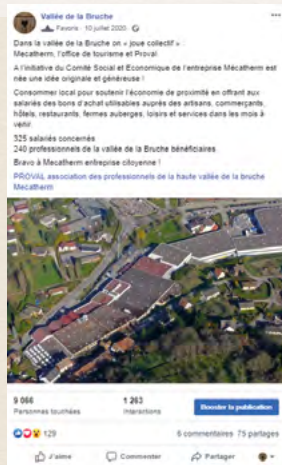 Vallée de la Bruche
Favoris · 10 juillet 2020 ·
Dans la vallée de la Bruche on « joue collectif » :
Mecatherm, l'office de tourisme et Proval.
A l'initiative du Comité Social et Economique de l'entreprise Mécatherm est
née une idée originale et généreuse !
Consommer local pour soutenir l'économie de proximité en offrant aux
salariés des bons d'achat utilisables auprès des artisans, commerçants,
hôtels, restaurants, fermes auberges, loisirs et services dans les mois à
venir.
325 salariés concernés
240 professionnels de la vallée de la Bruche bénéficiaires.
Bravo à Mecatherm entreprise citoyenne !
PROVAL association des professionnels de la haute vallée de la bruche
Mecatherm
9 066
Personnes touchées
1 263
Interactions
Booster la publication
129
6 commentaires 75 partages
J'aime
Commenter
Partager